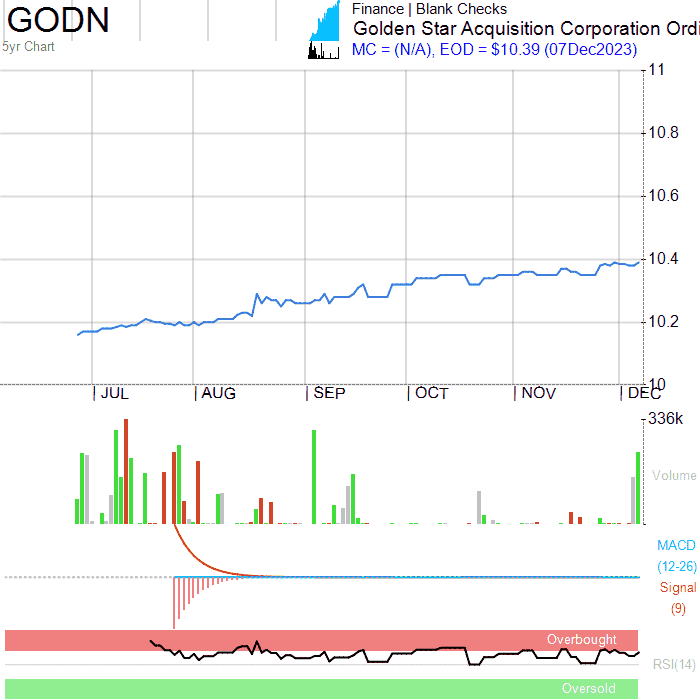 GODN
5yr Chart
Finance | Blank Checks
Golden Star Acquisition Corporation Ordi
MC = (N/A), EOD = $10.39 (07Dec2023)
11
10.8
10.6
10.4
10.2
10
JUL
AUG
SEP
OCT
NOV
DEC
336k
Volume
MACD
(12-26)
Signal
(9)
Overbought
RSI(14)
Oversold